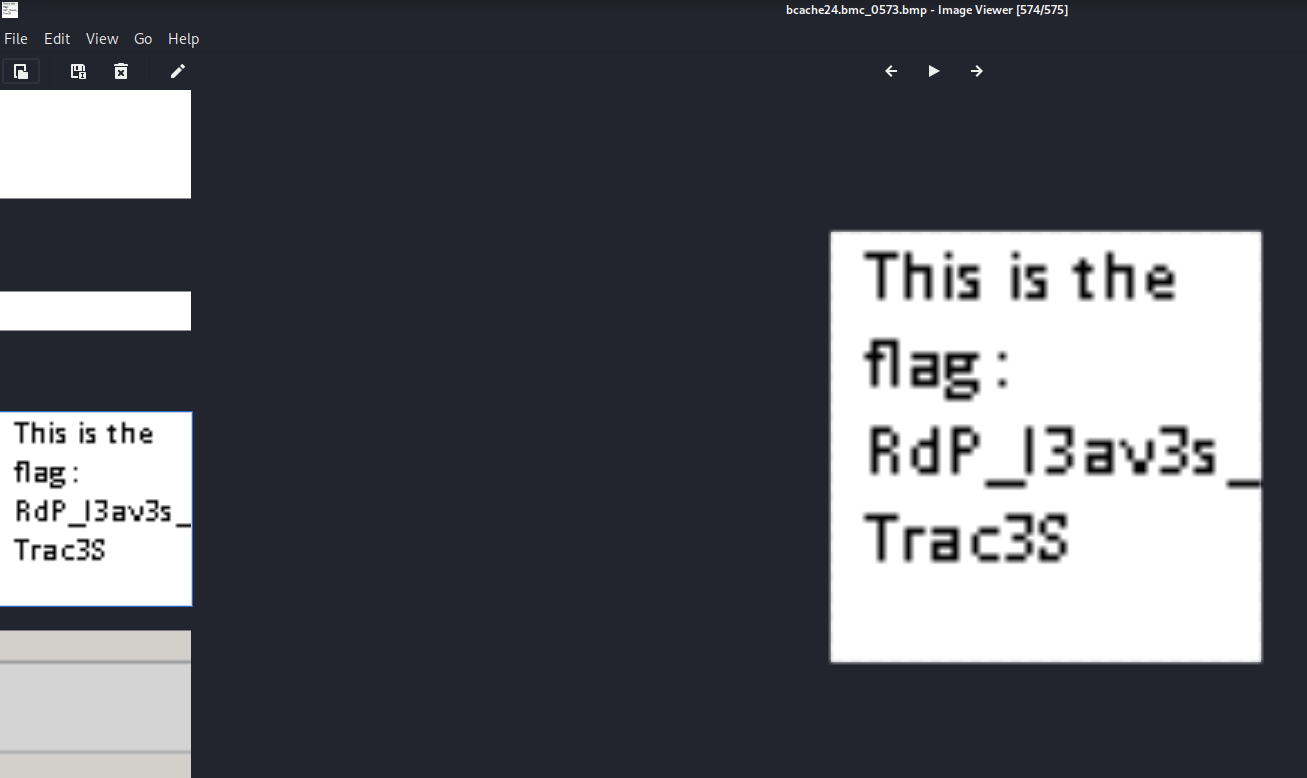 bcache24.bmc_0573.bmp - Image Viewer [574/575]
File Edit View Go Help
This is the
flag:
RdP_l3av3s_
Trac3S
This is the
flag:
RdP_l3av3s_
Trac3S